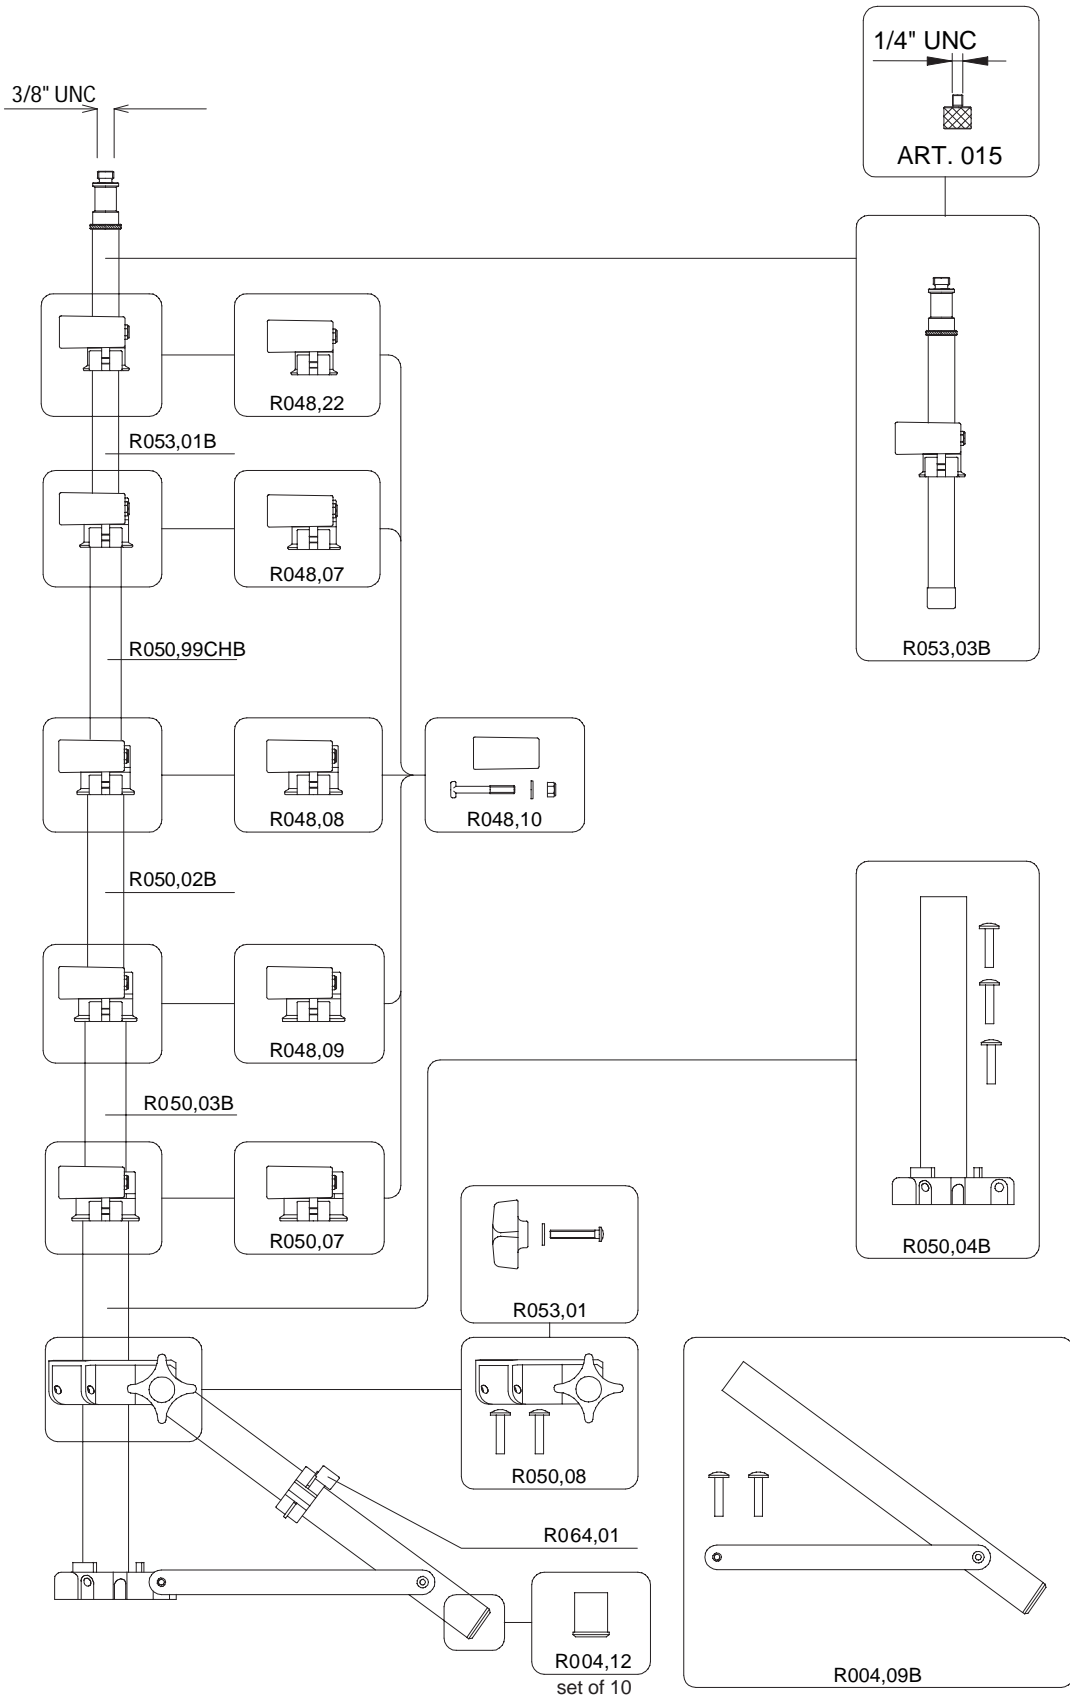 1/4" UNC
3/8" UNC
ART. 015
R048,22
R053,01B
R048,07
R050,99CHB
R053,03B
R048,08
R048,10
R050,02B
R048,09
R050,03B
R050,07
R050,04B
R053,01
R050,08
R064,01
R004,12
set of 10
R004,09B